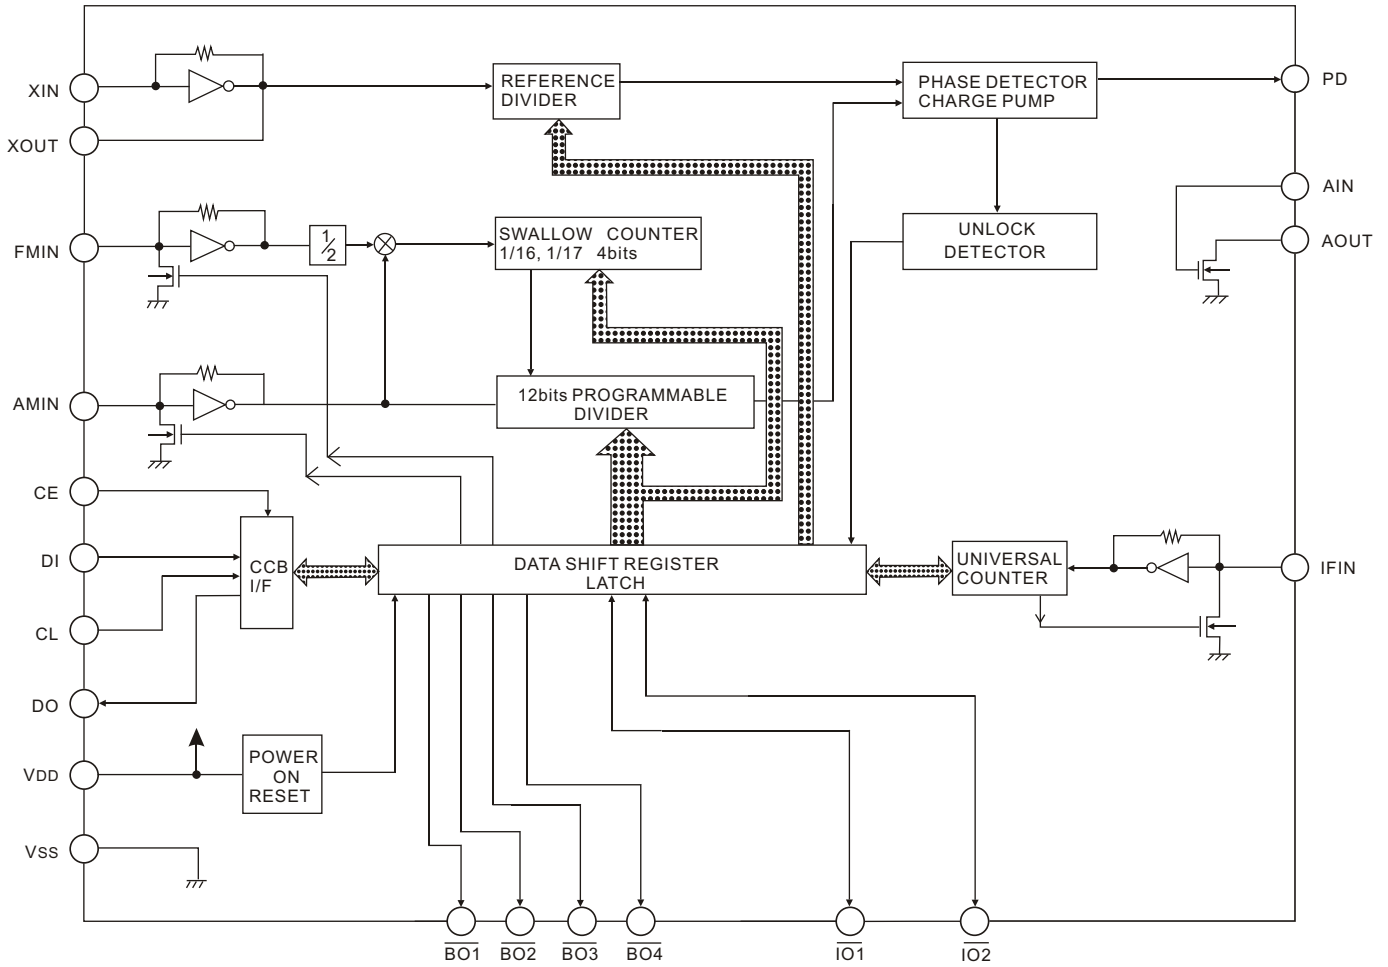 XIN
REFERENCE
DIVIDER
PHASE DETECTOR
CHARGE PUMP
PD
XOUT
AIN
FMIN
1
2
SWALLOW COUNTER
1/16, 1/17 4bits
UNLOCK
DETECTOR
AOUT
AMIN
12bits PROGRAMMABLE
DIVIDER
CE
DI
CCB
I/F
DATA SHIFT REGISTER
LATCH
UNIVERSAL
COUNTER
IFIN
CL
DO
VDD
POWER
ON
RESET
VSS
BO1
BO2
BO3
BO4
IO1
IO2